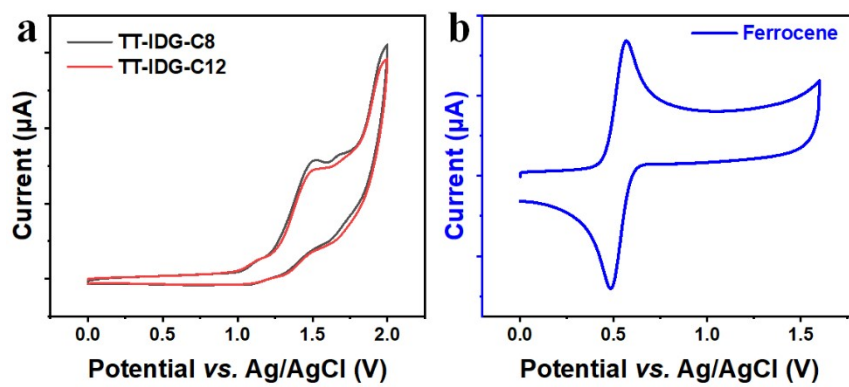 a
TT-IDG-C8
TT-IDG-C12
Current (µA)
0.0 0.5 1.0 1.5 2.0
Potential vs. Ag/AgCl (V)
b
Ferrocene
Current (µA)
0.0 0.5 1.0 1.5
Potential vs. Ag/AgCl (V)